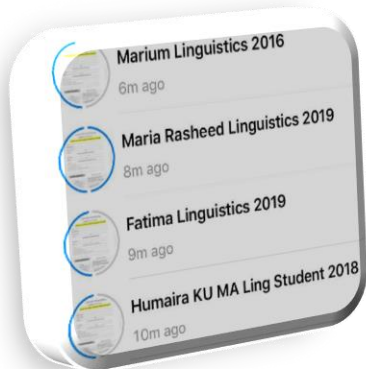 Marium Linguistics 2016
6m ago
Maria Rasheed Linguistics 2019
8m ago
Fatima Linguistics 2019
9m ago
Humaira KU MA Ling Student 2018
10m ago